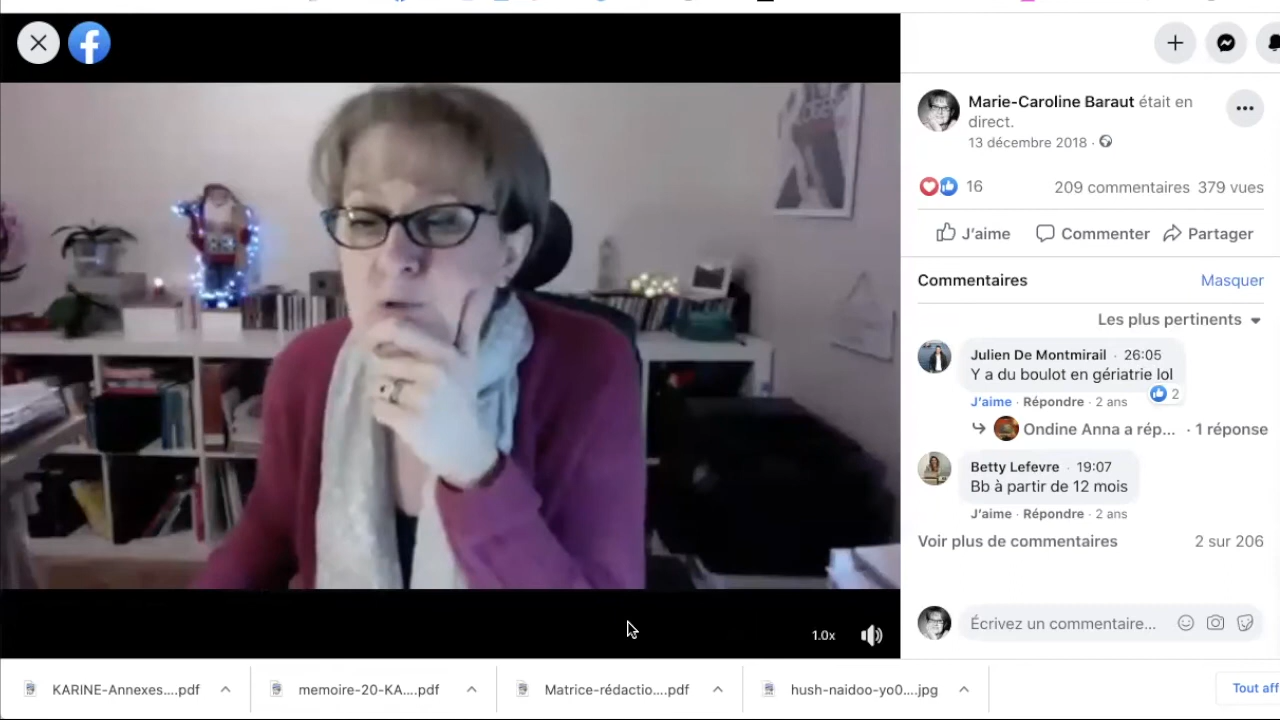 Marie-Caroline Baraut était en
direct.
13 décembre 2018 ·
16
209 commentaires 379 vues
J'aime
Commenter
Partager
Commentaires
Masquer
Les plus pertinents
Julien De Montmirail · 26:05
Y a du boulot en gériatrie lol
J'aime · Répondre · 2 ans
2
Ondine Anna a rép... · 1 réponse
Betty Lefevre · 19:07
Bb à partir de 12 mois
J'aime · Répondre · 2 ans
Voir plus de commentaires
2 sur 206
Écrivez un commentaire...
1.0x
KARINE-Annexes....pdf
memoire-20-KA....pdf
Matrice-rédactio....pdf
hush-naidoo-yo0....jpg
Tout aff